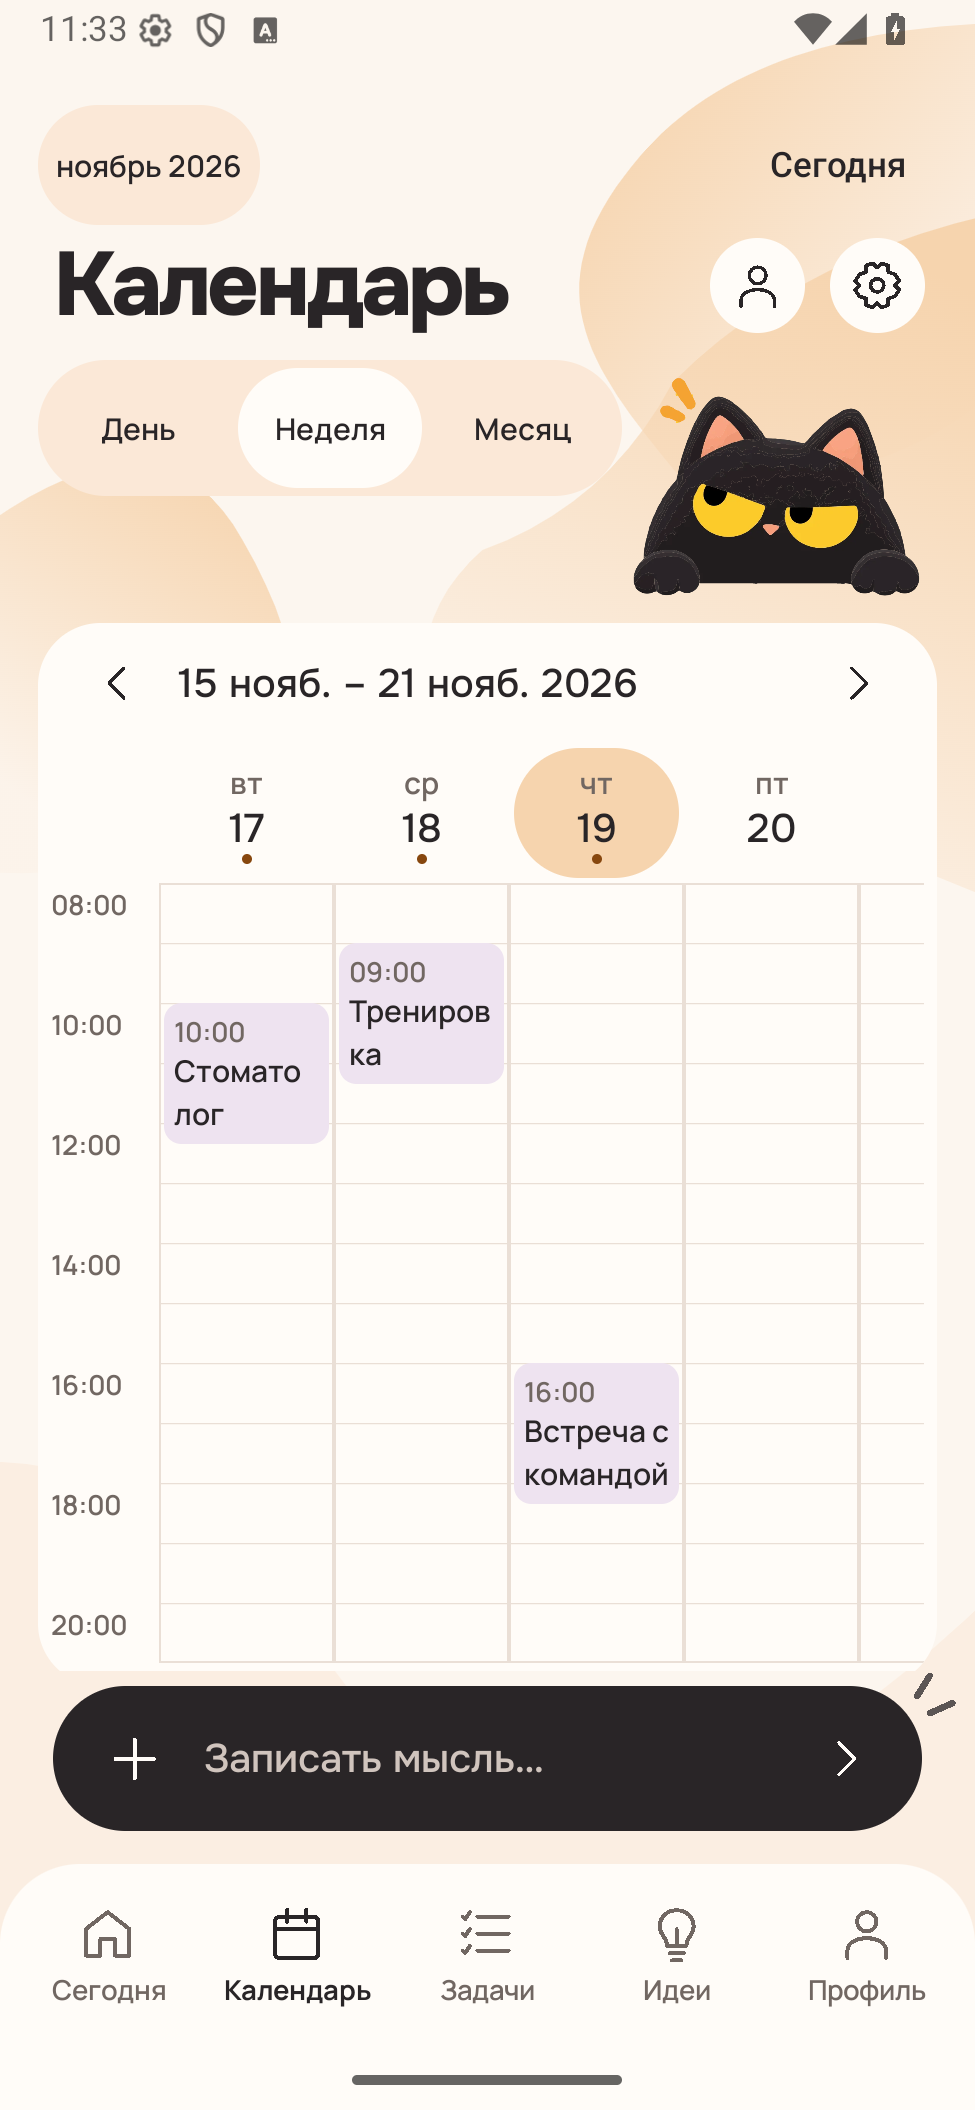 11:33
ноябрь 2026
Сегодня
Календарь
День
Неделя
Месяц
15 нояб. – 21 нояб. 2026
вт
ср
чт
пт
17
18
19
20
08:00
09:00
Трениров
ка
10:00
10:00
Стомато
лог
12:00
14:00
16:00
16:00
Встреча с
командой
18:00
20:00
Записать мысль...
Сегодня
Календарь
Задачи
Идеи
Профиль